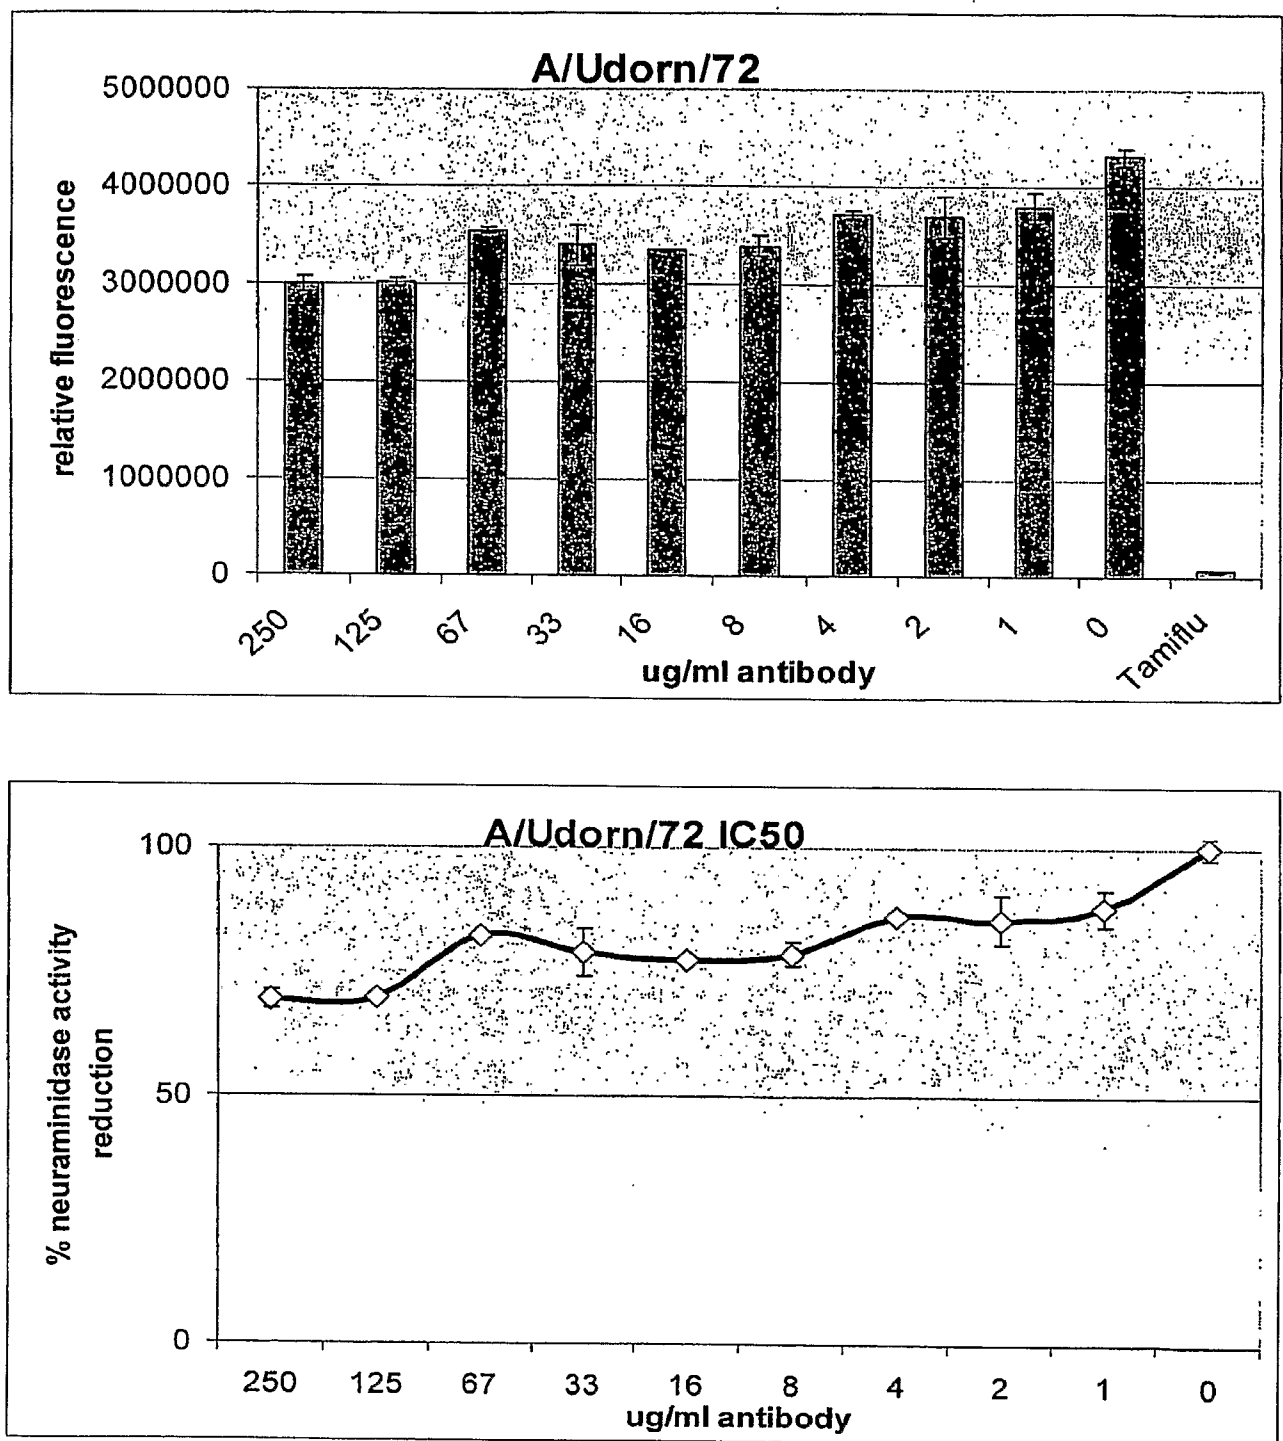 A/Udorn/72
5000000
4000000
3000000
2000000
1000000
0
relative fluorescence
250 125 67 33 16 8 4 2 1 0 Tamiflu
ug/ml antibody
A/Udorn/72 IC50
100
50
0
% neuraminidase activity
reduction
250 125 67 33 16 8 4 2 1 0
ug/ml antibody